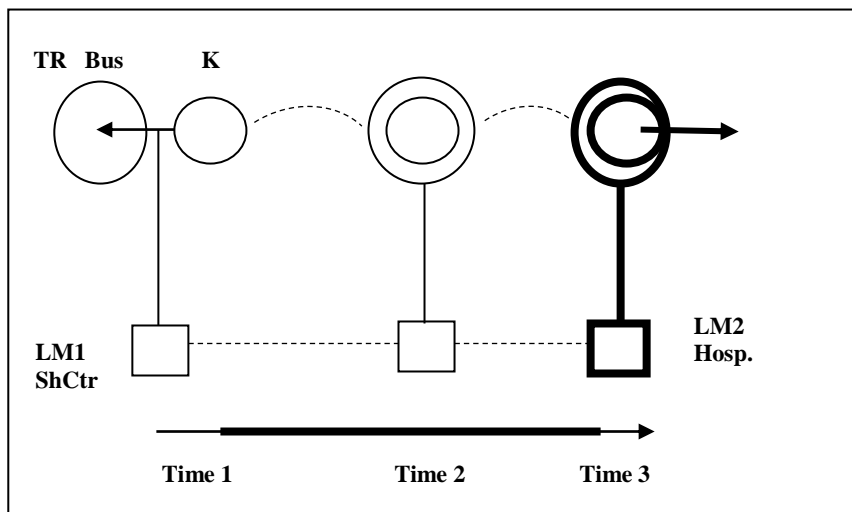 TR Bus K
LM1
ShCtr
LM2
Hosp.
Time 1 Time 2 Time 3